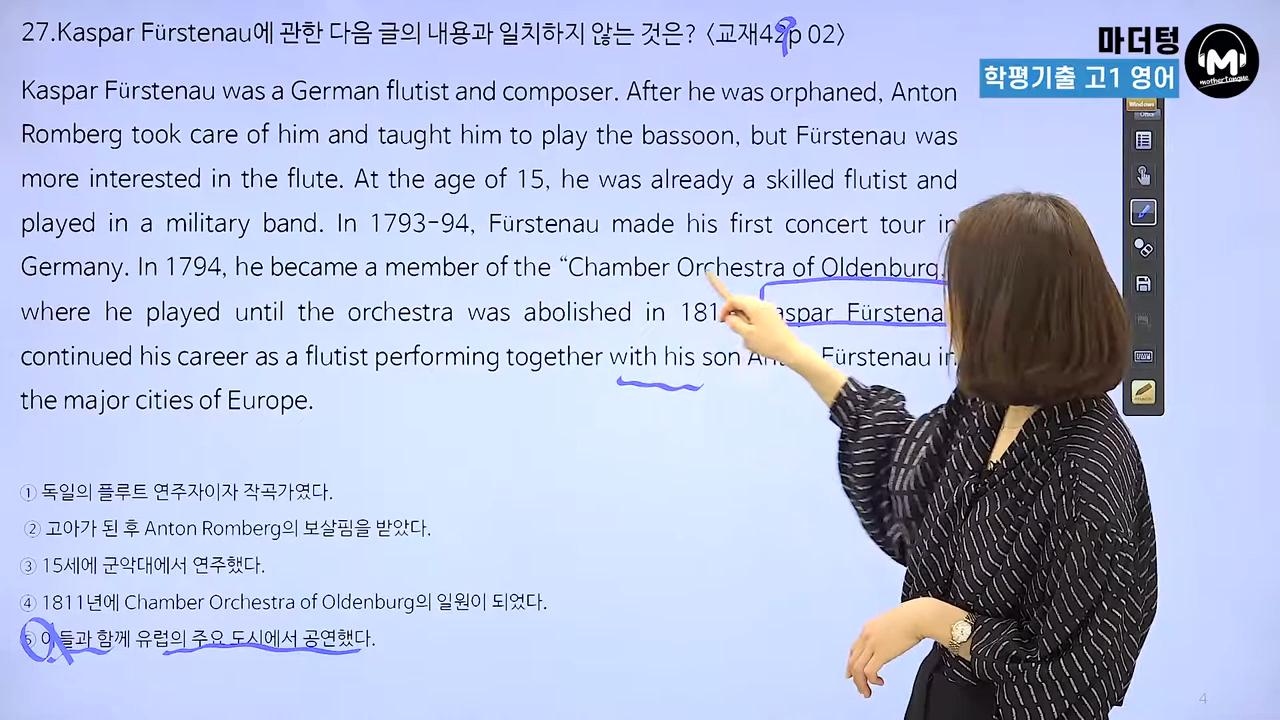 27.Kaspar Fürstenau에 관한 다음 글의 내용과 일치하지 않는 것은? <교재42p 02>
마더텅
학평기출 고1 영어
M
mothertongue
Kaspar Fürstenau was a German flutist and composer. After he was orphaned, Anton
Romberg took care of him and taught him to play the bassoon, but Fürstenau was
more interested in the flute. At the age of 15, he was already a skilled flutist and
played in a military band. In 1793-94, Fürstenau made his first concert tour in
Germany. In 1794, he became a member of the “Chamber Orchestra of Oldenburg,
where he played until the orchestra was abolished in 181
continued his career as a flutist performing together with his son Fürstenau in
the major cities of Europe.
① 독일의 플루트 연주자이자 작곡가였다.
② 고아가 된 후 Anton Romberg의 보살핌을 받았다.
③ 15세에 군악대에서 연주했다.
④ 1811년에 Chamber Orchestra of Oldenburg의 일원이 되었다.
⑤ 아들과 함께 유럽의 주요 도시에서 공연했다.
4